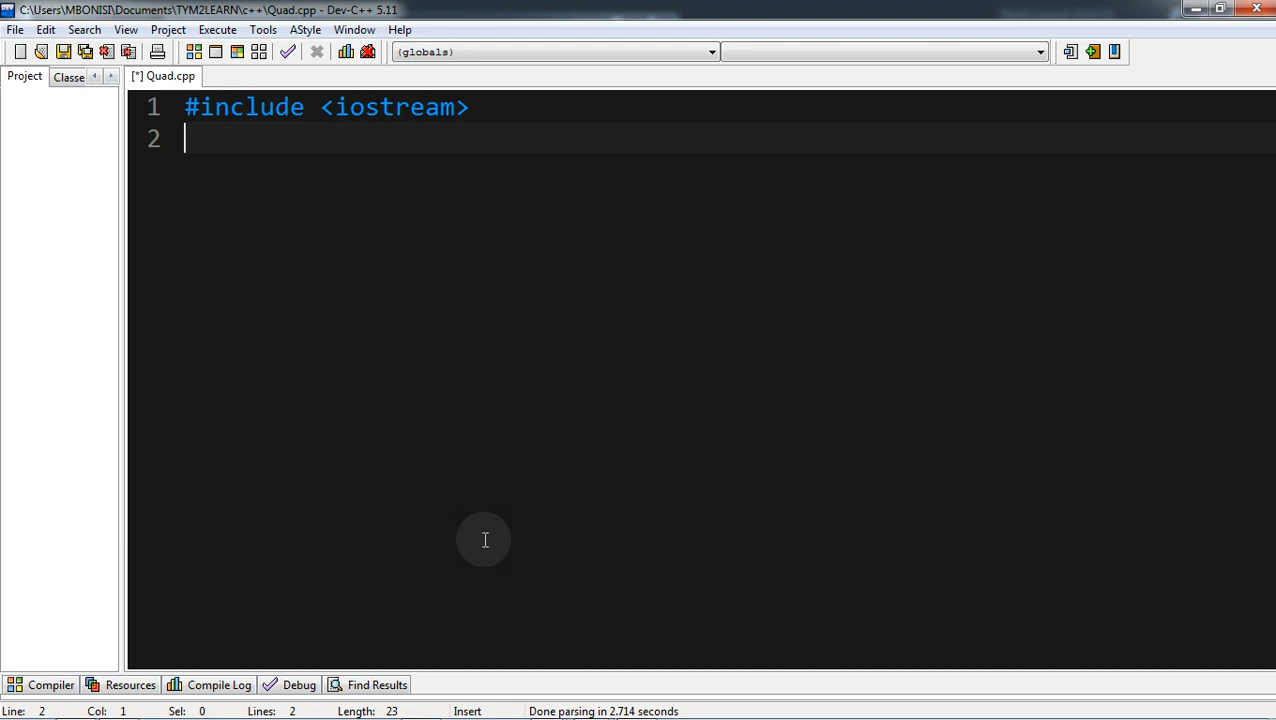 C:\Users\MBONISI\Documents\TYM2LEARN\c++\Quad.cpp - Dev-C++ 5.11
File Edit Search View Project Execute Tools AStyle Window Help
(globals)
Project Classe [*] Quad.cpp
1 #include <iostream>
2
Compiler Resources Compile Log Debug Find Results
Line: 2 Col: 1 Sel: 0 Lines: 2 Length: 23 Insert Done parsing in 2.714 seconds